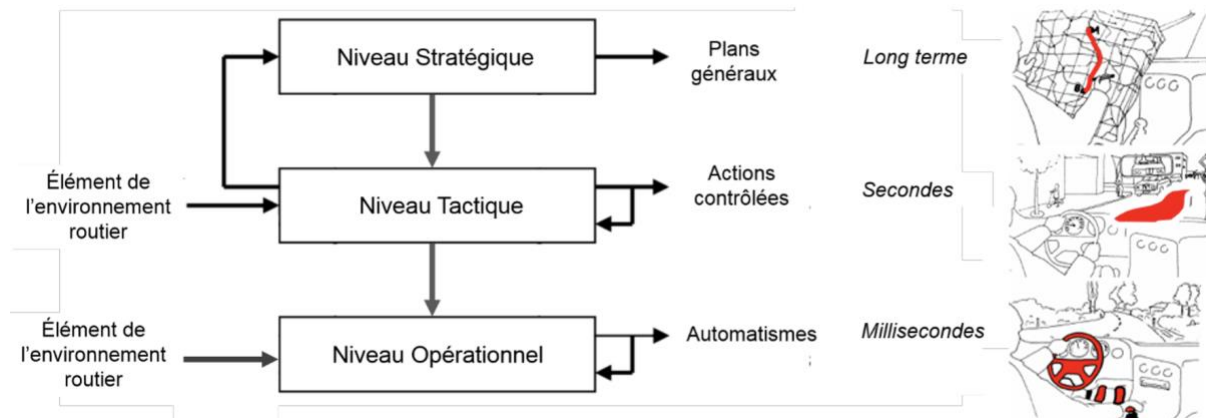 Niveau Stratégique
Plans
généraux
Long terme
Élément de
l'environnement
routier
Niveau Tactique
Actions
contrôlées
Secondes
Élément de
l'environnement
routier
Niveau Opérationnel
Automatismes
Millisecondes